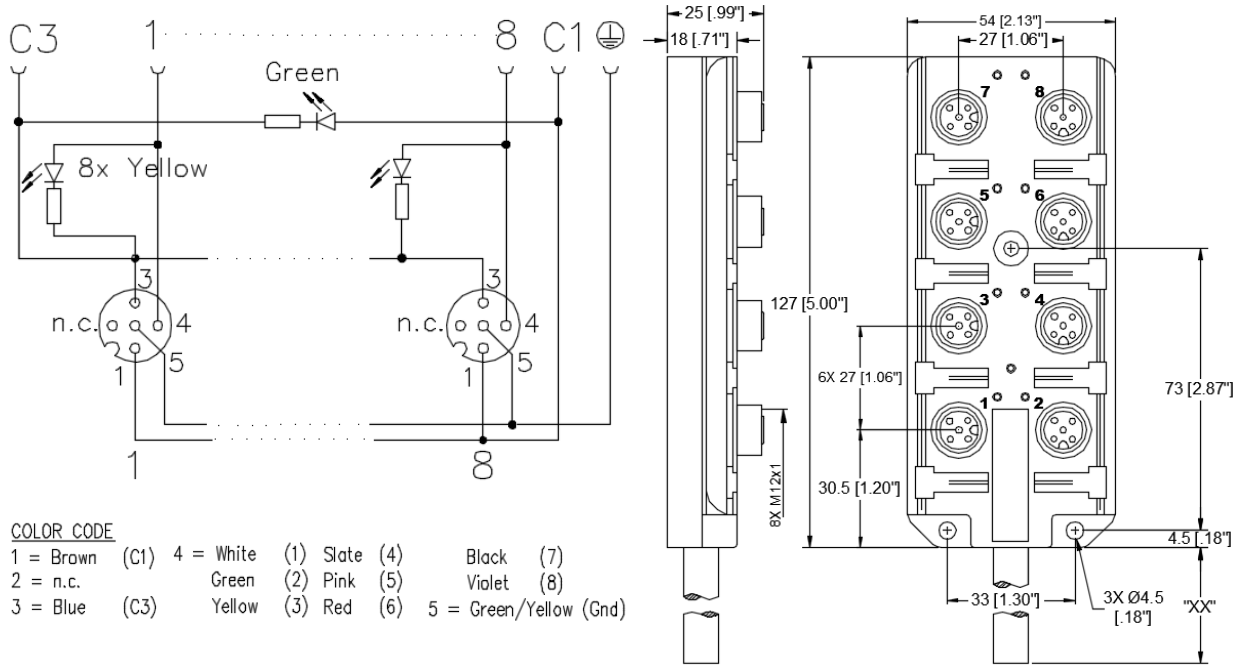 C3 1 8 C1
Green
8x Yellow
3 3
n.c. 4 n.c. 4
5 5
1 1
1 8
COLOR CODE
1 = Brown (C1) 4 = White (1) Slate (4) Black (7)
2 = n.c. Green (2) Pink (5) Violet (8)
3 = Blue (C3) Yellow (3) Red (6) 5 = Green/Yellow (Gnd)
25 [.99"]
18 [.71"]
8X M12x1
54 [2.13"]
27 [1.06"]
7 8
5 6
127 [5.00"]
3 4
6X 27 [1.06"]
73 [2.87"]
1 2
30.5 [1.20"]
4.5 [.18"]
33 [1.30"]
3X Ø4.5
[.18"]
"XX"